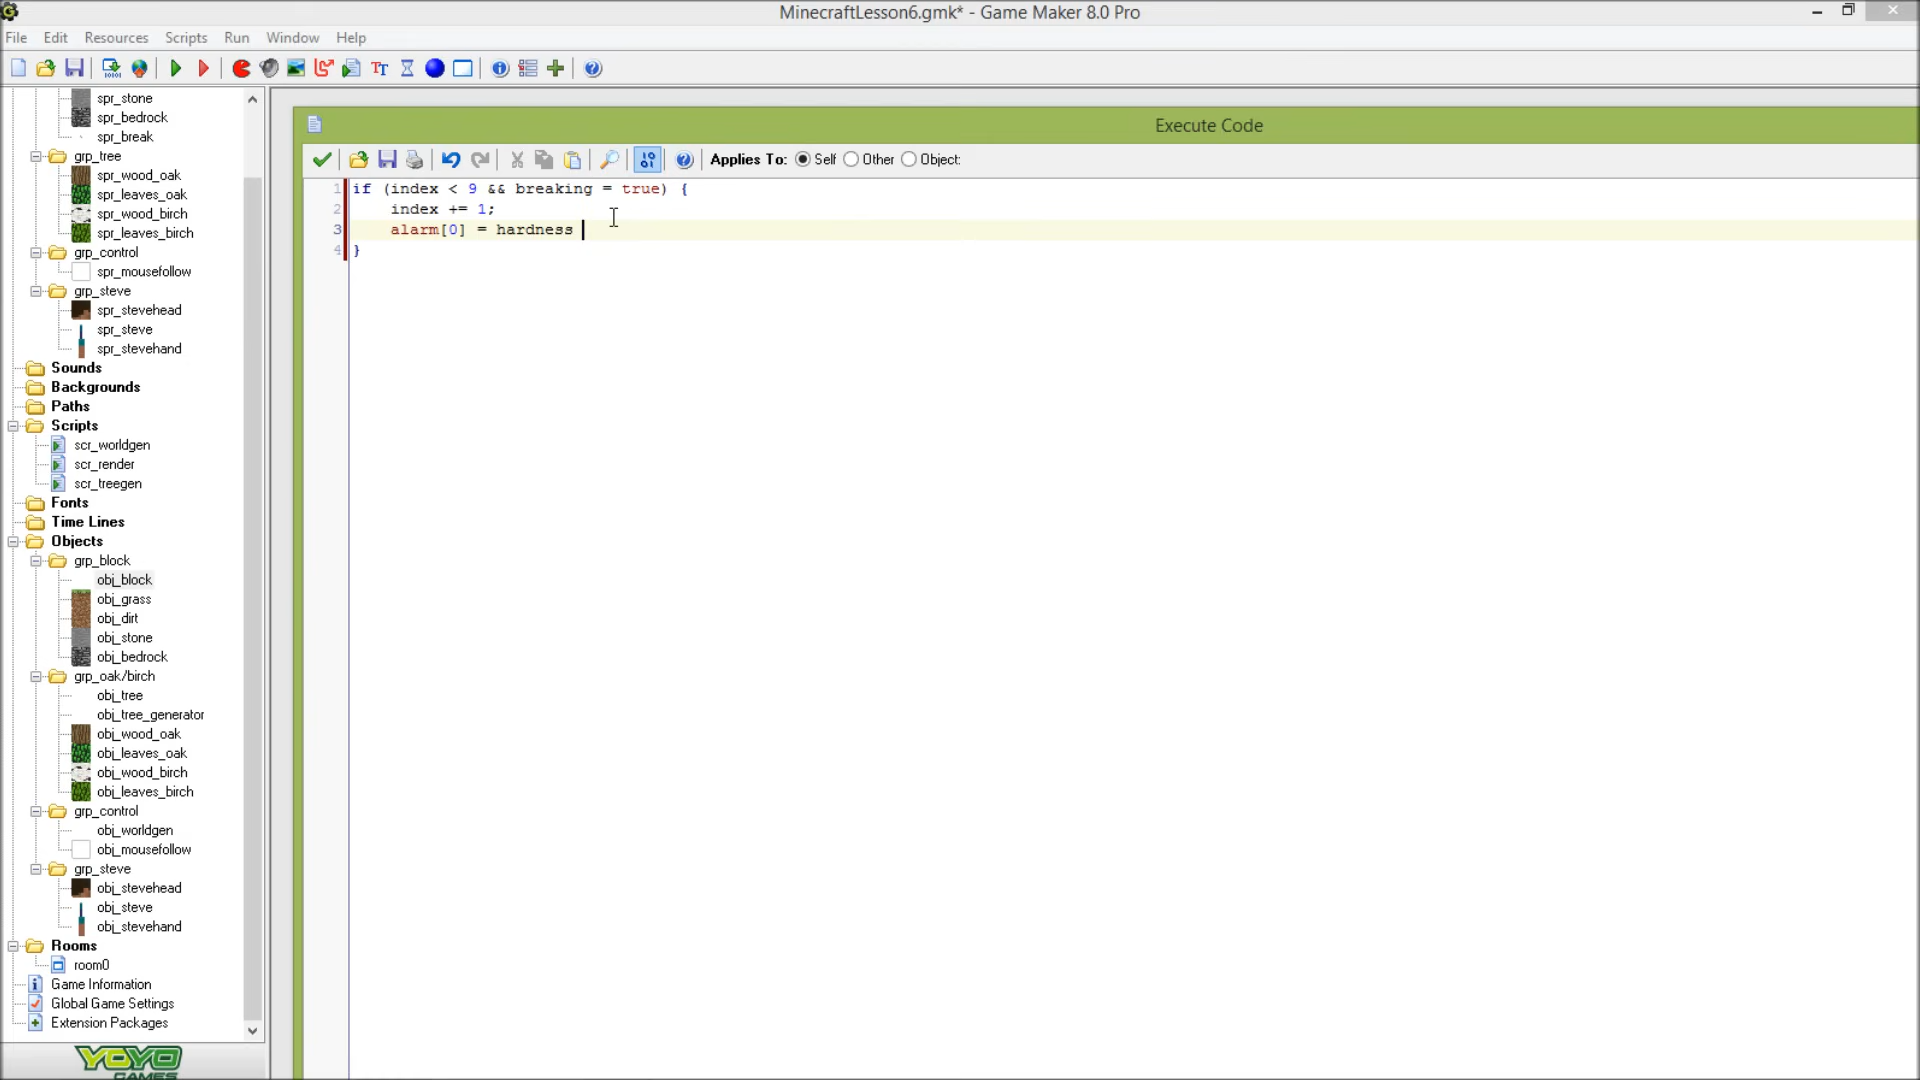 MinecraftLesson6.gmk* - Game Maker 8.0 Pro
File Edit Resources Scripts Run Window Help
spr_stone
spr_bedrock
spr_break
grp_tree
spr_wood_oak
spr_leaves_oak
spr_wood_birch
spr_leaves_birch
grp_control
spr_mousefollow
grp_steve
spr_stevehead
spr_steve
spr_stevehand
Sounds
Backgrounds
Paths
Scripts
scr_worldgen
scr_render
scr_treegen
Fonts
Time Lines
Objects
grp_block
obj_block
obj_grass
obj_dirt
obj_stone
obj_bedrock
grp_oak/birch
obj_tree
obj_tree_generator
obj_wood_oak
obj_leaves_oak
obj_wood_birch
obj_leaves_birch
grp_control
obj_worldgen
obj_mousefollow
grp_steve
obj_stevehead
obj_steve
obj_stevehand
Rooms
room0
Game Information
Global Game Settings
Extension Packages
YOYO
GAMES
Execute Code
Applies To: Self Other Object:
1 if (index < 9 && breaking = true) {
2 index += 1;
3 alarm[0] = hardness
4 }